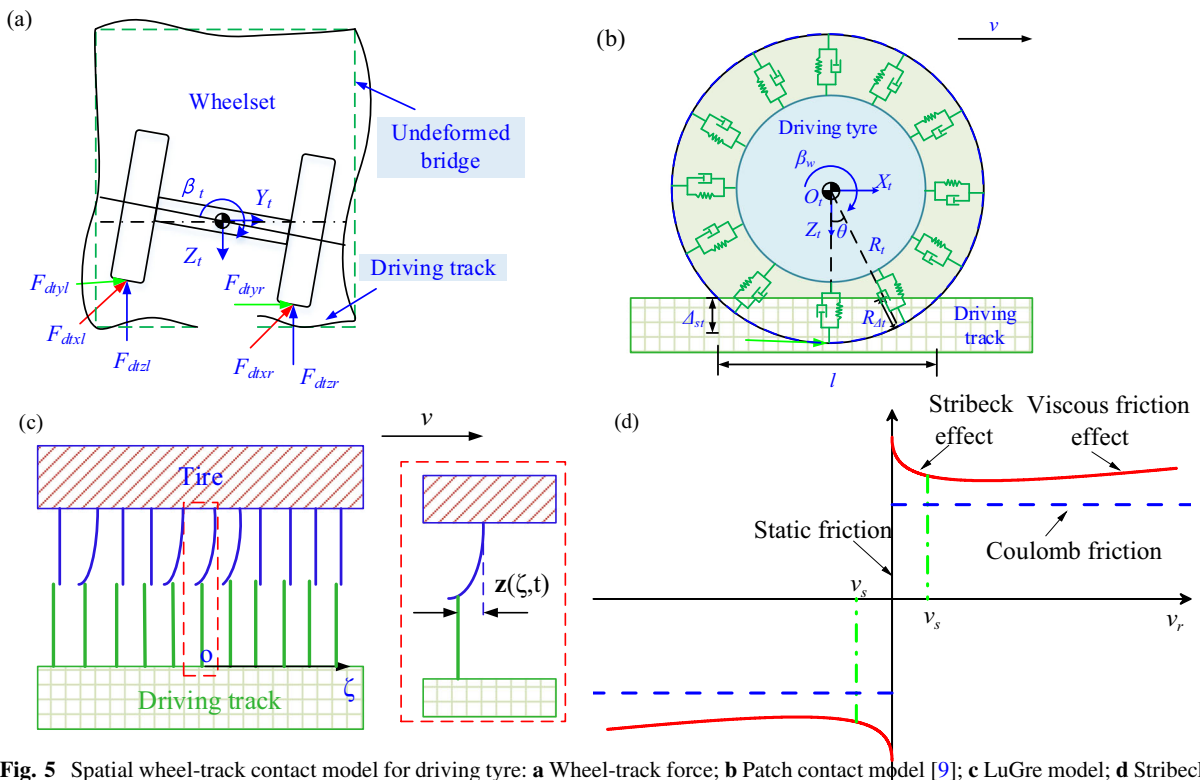 (a)
Wheelset
Undeformed
bridge
β_t
Y_t
Z_t
Driving track
F_dtyl
F_dtxl
F_dtzl
F_dtyr
F_dtxr
F_dtzr
(b)
v
Driving tyre
β_w
X_t
O_t
Z_t
θ
R_t
Δ_st
R_Δt
Driving
track
l
(c)
v
Tire
o
ζ
Driving track
z(ζ,t)
(d)
Stribeck
effect
Viscous friction
effect
Static friction
Coulomb friction
v_s
v_s
v_r
Fig. 5 Spatial wheel-track contact model for driving tyre: a Wheel-track force; b Patch contact model [9]; c LuGre model; d Stribec